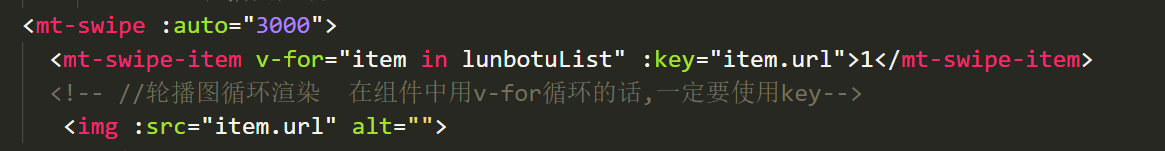 <mt-swipe :auto="3000">
<mt-swipe-item v-for="item in lunbotuList" :key="item.url">1</mt-swipe-item>
<!-- //轮播图循环渲染  在组件中用v-for循环的话,一定要使用key-->
<img :src="item.url" alt="">